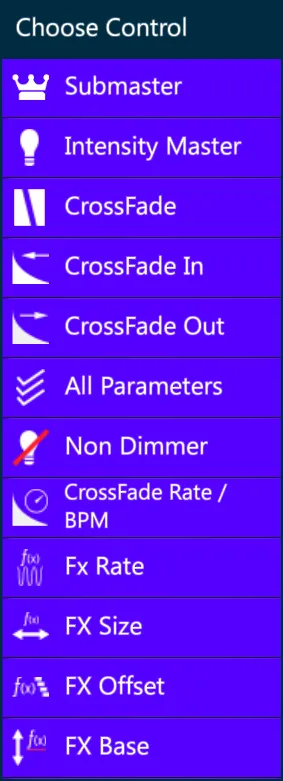 Choose Control
Submaster
Intensity Master
CrossFade
CrossFade In
CrossFade Out
All Parameters
Non Dimmer
CrossFade Rate /
BPM
f(x)
Fx Rate
f(x)
FX Size
f(x)
FX Offset
f(x)
FX Base